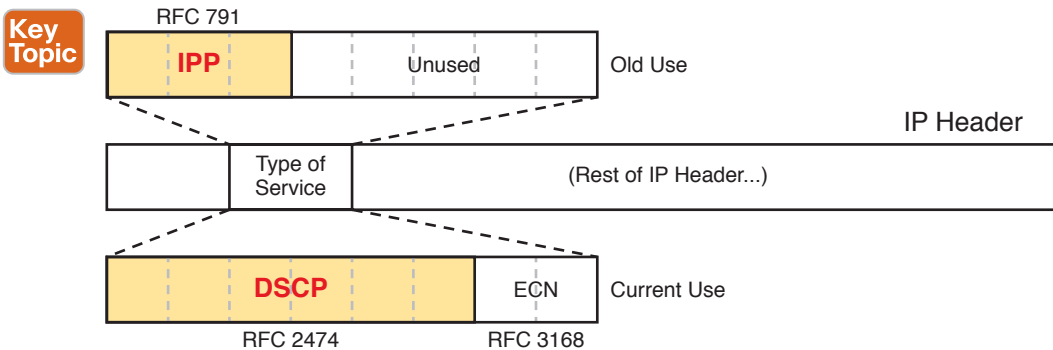 Key
Topic
RFC 791
IPP
Unused
Old Use
IP Header
Type of
Service
(Rest of IP Header...)
DSCP
ECN
Current Use
RFC 2474
RFC 3168